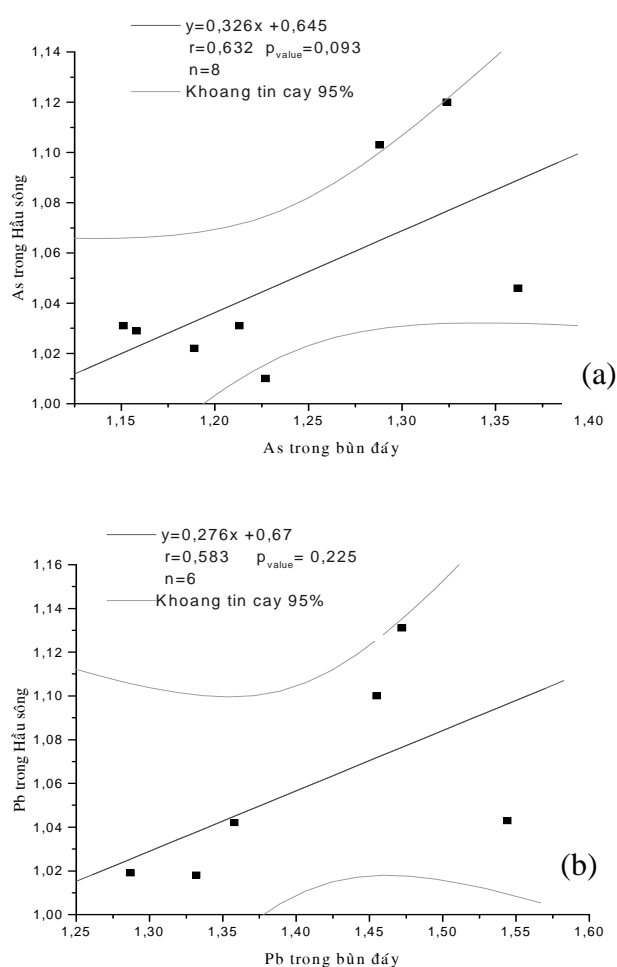 y=0,326x +0,645
r=0,632 pvalue=0,093
n=8
Khoang tin cay 95%
1,14
1,12
1,10
1,08
1,06
1,04
1,02
1,00
As trong Hầu sông
1,15 1,20 1,25 1,30 1,35 1,40
As trong bùn đáy
(a)
y=0,276x +0,67
r=0,583 pvalue= 0,225
n=6
Khoang tin cay 95%
1,16
1,14
1,12
1,10
1,08
1,06
1,04
1,02
1,00
Pb trong Hầu sông
1,25 1,30 1,35 1,40 1,45 1,50 1,55 1,60
Pb trong bùn đáy
(b)